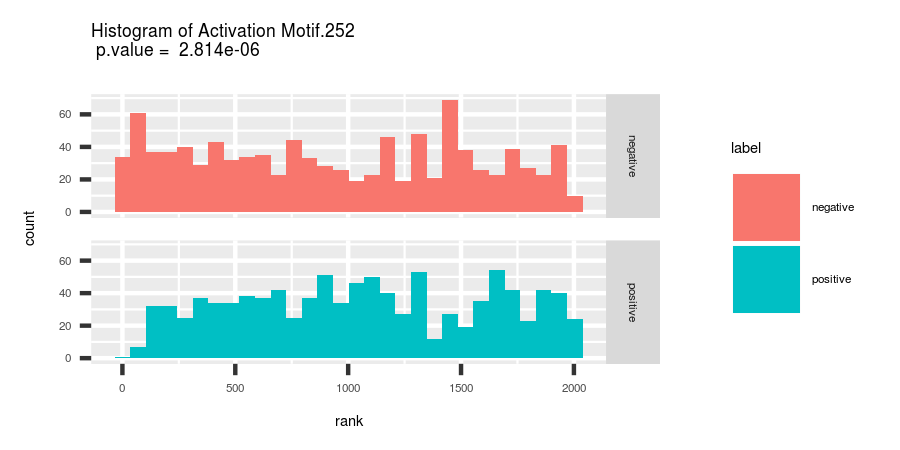 Histogram of Activation Motif.252
p.value = 2.814e-06
count
60
40
20
0
negative
60
40
20
0
positive
0 500 1000 1500 2000
rank
label
negative
positive